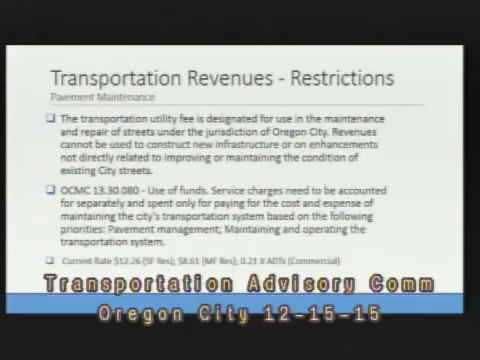 Transportation Revenues - Restrictions
Pavement Maintenance
The transportation utility fee is designated for use in the maintenance
and repair of streets under the jurisdiction of Oregon City. Revenues
cannot be used to construct new infrastructure or on enhancements
not directly related to improving or maintaining the condition of
existing City streets.
OCMC 13.30.080 - Use of funds. Service charges need to be accounted
for separately and spent only for paying for the cost and expense of
maintaining the city's transportation system based on the following
priorities: Pavement management; Maintaining and operating the
transportation system.
Current Rate $12.26 (SF Res); $8.61 (MF Res); 0.21 X ADTs (Commercial)
Transportation Advisory Comm
Oregon City 12-15-15